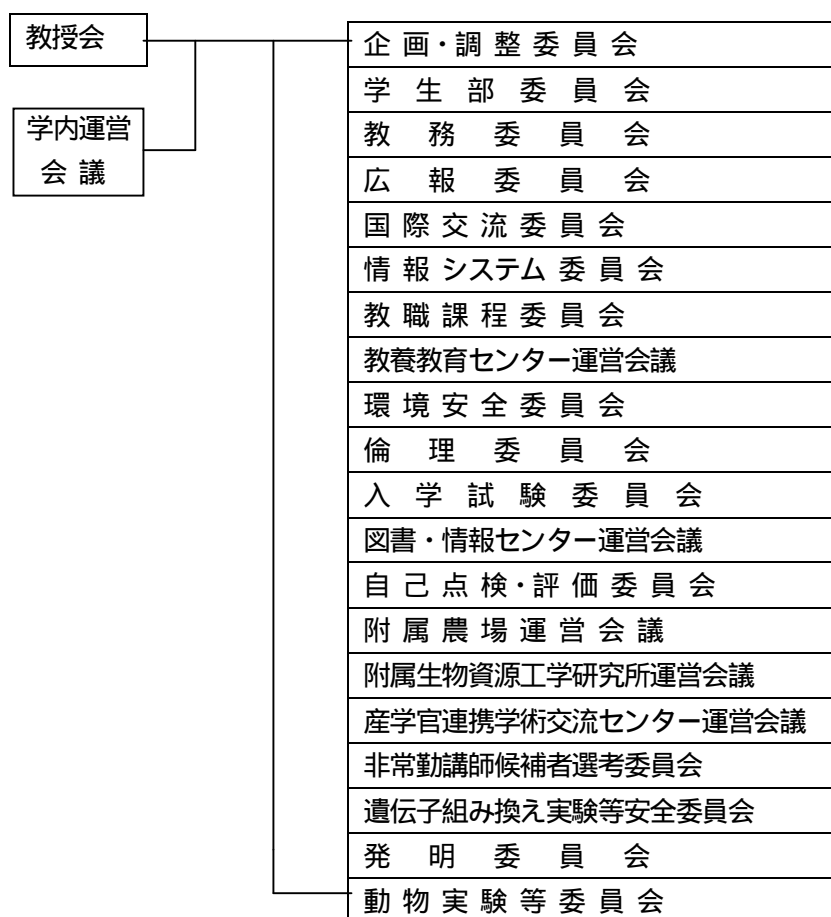 教授会
学内運営
会議
企画・調整委員会
学生部委員会
教務委員会
広報委員会
国際交流委員会
情報システム委員会
教職課程委員会
教養教育センター運営会議
環境安全委員会
倫理委員会
入学試験委員会
図書・情報センター運営会議
自己点検・評価委員会
附属農場運営会議
附属生物資源工学研究所運営会議
産学官連携学術交流センター運営会議
非常勤講師候補者選考委員会
遺伝子組み換え実験等安全委員会
発明委員会
動物実験等委員会